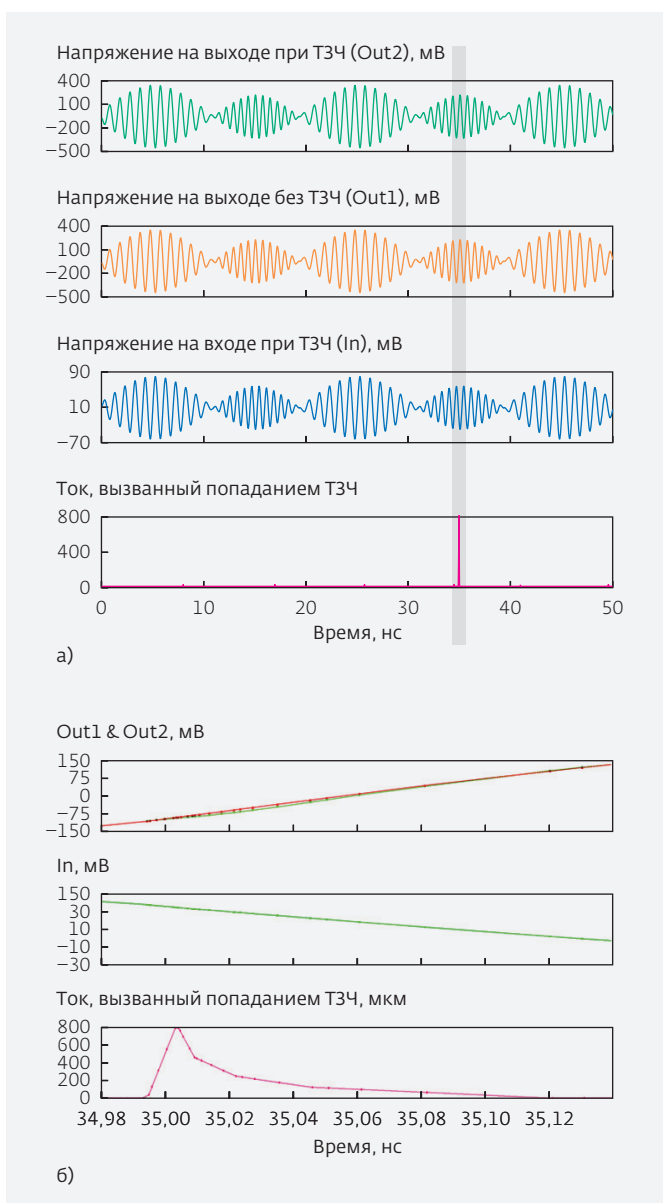 Напряжение на выходе при ТЗЧ (Out2), мВ
400
100
−200
−500
Напряжение на выходе без ТЗЧ (Out1), мВ
400
100
−200
−500
Напряжение на входе при ТЗЧ (In), мВ
90
10
−70
Ток, вызванный попаданием ТЗЧ
800
400
0
0 10 20 30 40 50
Время, нс
а)
Out1 & Out2, мВ
150
75
0
−75
−150
In, мВ
150
30
10
−10
−30
Ток, вызванный попаданием ТЗЧ, мкм
800
600
400
200
0
34,98 35,00 35,02 35,04 35,06 35,08 35,10 35,12
Время, нс
б)